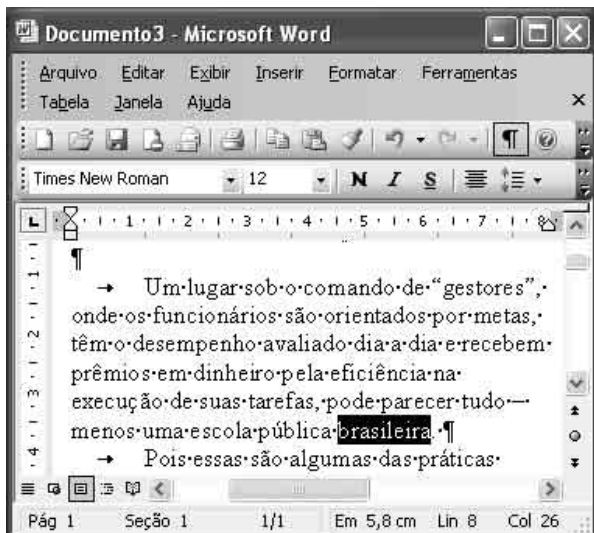 Documento3 - Microsoft Word
Arquivo Editar Exibir Inserir Formatar Ferramentas
Tabela Janela Ajuda
Times New Roman 12 N I S
1 2 3 4 5 6 7 8
¶
→ Um·lugar·sob·o·comando·de·“gestores”,·
onde·os·funcionários·são·orientados·por·metas,·
têm·o·desempenho·avaliado·dia·a·dia·e·recebem·
prêmios·em·dinheiro·pela·eficiência·na·
execução·de·suas·tarefas,·pode·parecer·tudo·—·
menos·uma·escola·pública·brasileira.·¶
→ Pois·essas·são·algumas·das·práticas·
1
2
3
4
Pág 1 Seção 1 1/1 Em 5,8 cm Lin 8 Col 26